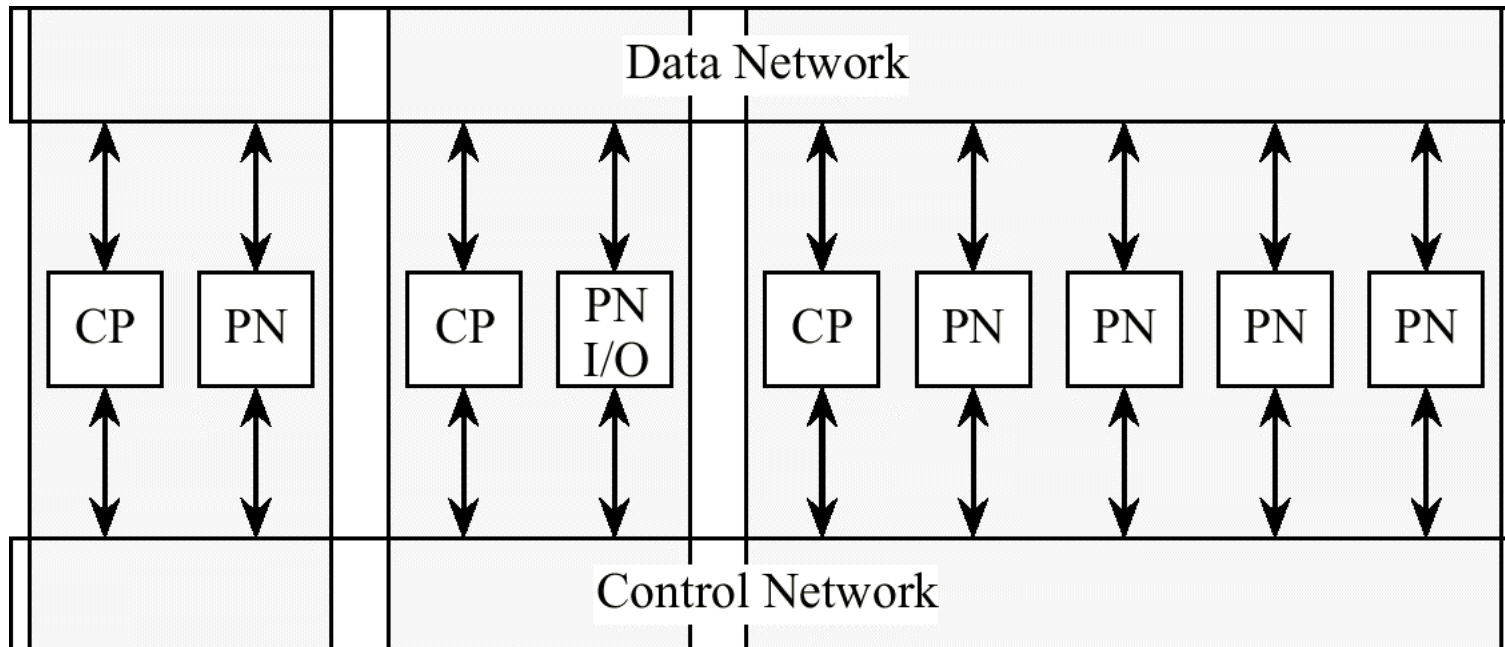 Data Network
CP
PN
CP
PN
I/O
CP
PN
PN
PN
PN
Control Network